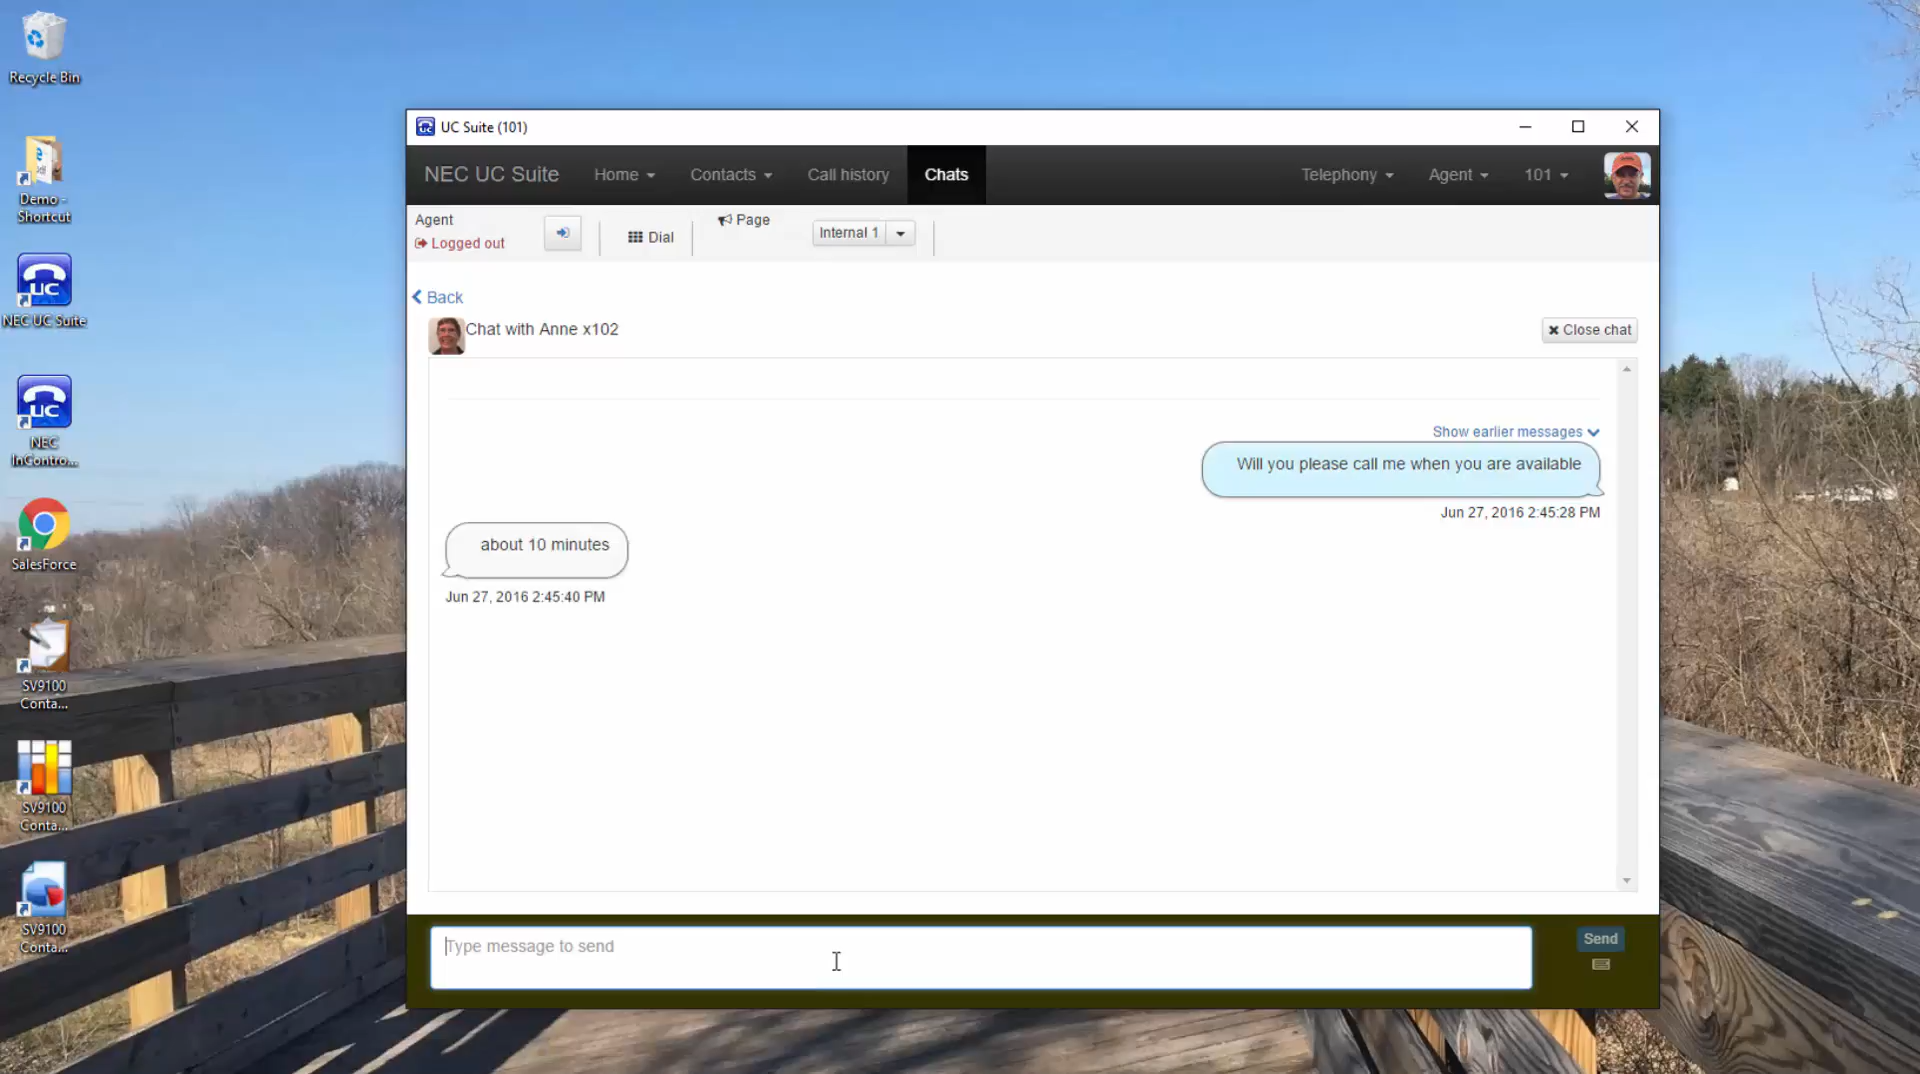 Recycle Bin
Demo -
Shortcut
NEC UC Suite
NEC
InContro...
SalesForce
SV9100
Conta...
SV9100
Conta...
SV9100
Conta...
UC Suite (101)
NEC UC Suite Home Contacts Call history Chats Telephony Agent 101
Agent
Logged out
Dial
Page
Internal 1
Back
Chat with Anne x102
Close chat
Show earlier messages
Will you please call me when you are available
Jun 27, 2016 2:45:28 PM
about 10 minutes
Jun 27, 2016 2:45:40 PM
Type message to send
Send